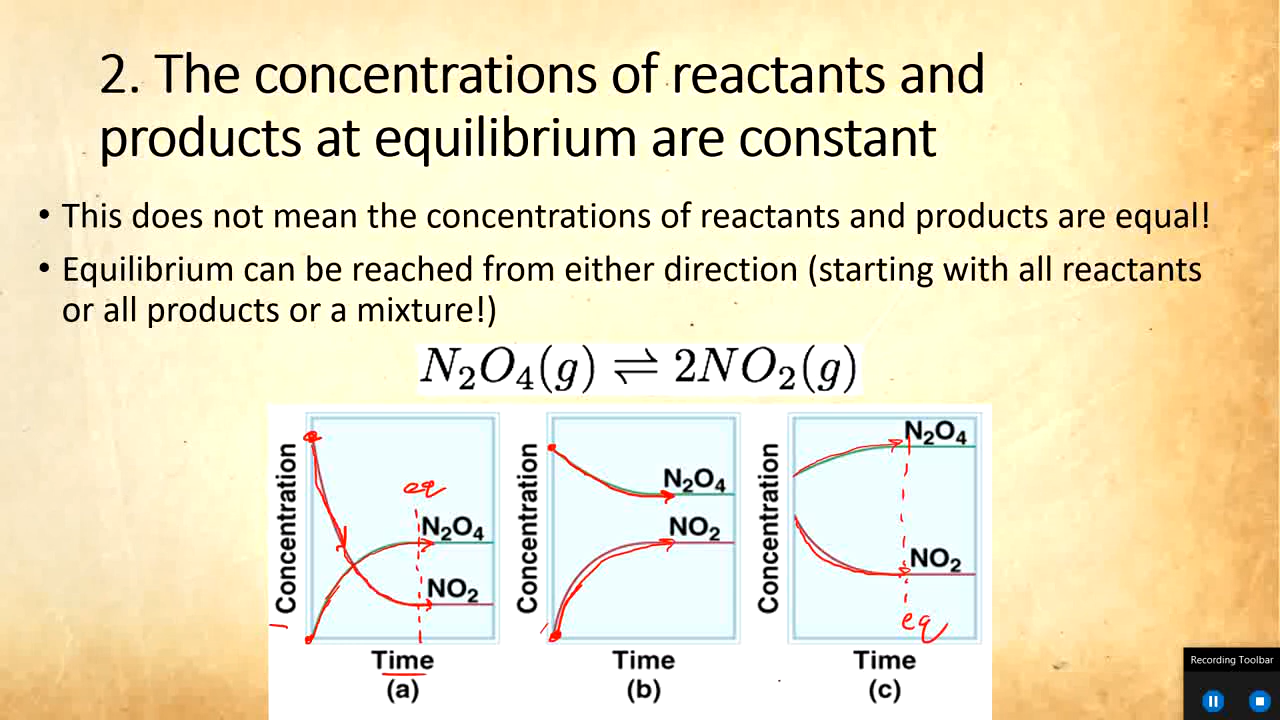 2. The concentrations of reactants and
products at equilibrium are constant
• This does not mean the concentrations of reactants and products are equal!
• Equilibrium can be reached from either direction (starting with all reactants
or all products or a mixture!)
N₂O₄(g) ⇌ 2NO₂(g)
Concentration
eq
N₂O₄
NO₂
Time
(a)
Concentration
N₂O₄
NO₂
Time
(b)
Concentration
N₂O₄
NO₂
eq
Time
(c)
Recording Toolbar